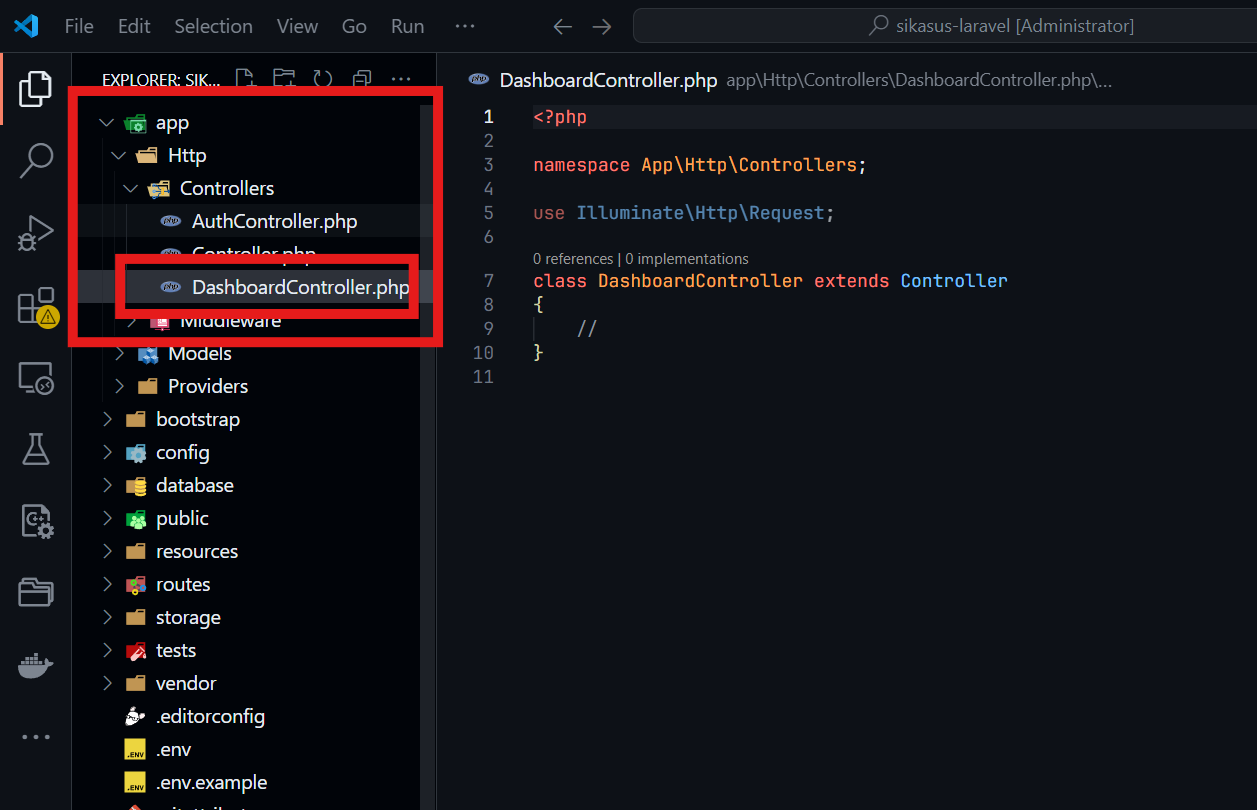 File Edit Selection View Go Run ···
sikasus-laravel [Administrator]
EXPLORER: SIK...
app
Http
Controllers
AuthController.php
Controller.php
DashboardController.php
Middleware
Models
Providers
bootstrap
config
database
public
resources
routes
storage
tests
vendor
.editorconfig
.env
.env.example
DashboardController.php app\Http\Controllers\DashboardController.php\...
1 <?php
2
3 namespace App\Http\Controllers;
4
5 use Illuminate\Http\Request;
6
0 references | 0 implementations
7 class DashboardController extends Controller
8 {
9 //
10 }
11